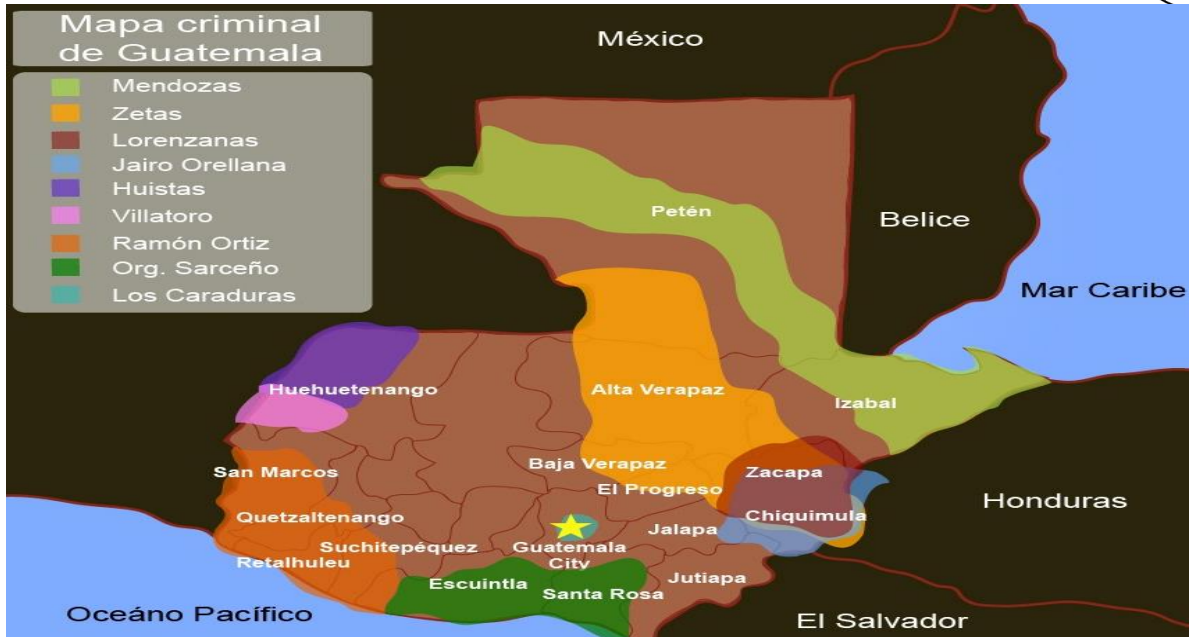 Mapa criminal
de Guatemala
Mendozas
Zetas
Lorenzanas
Jairo Orellana
Huistas
Villatoro
Ramón Ortiz
Org. Sarceño
Los Caraduras
México
Belice
Petén
Mar Caribe
Huehuetenango
Alta Verapaz
Izabal
San Marcos
Baja Verapaz
Zacapa
El Progreso
Honduras
Quetzaltenango
Chiquimula
Jalapa
Suchitepéquez
Guatemala
City
Retalhuleu
Escuintla
Jutiapa
Santa Rosa
Oceáno Pacífico
El Salvador